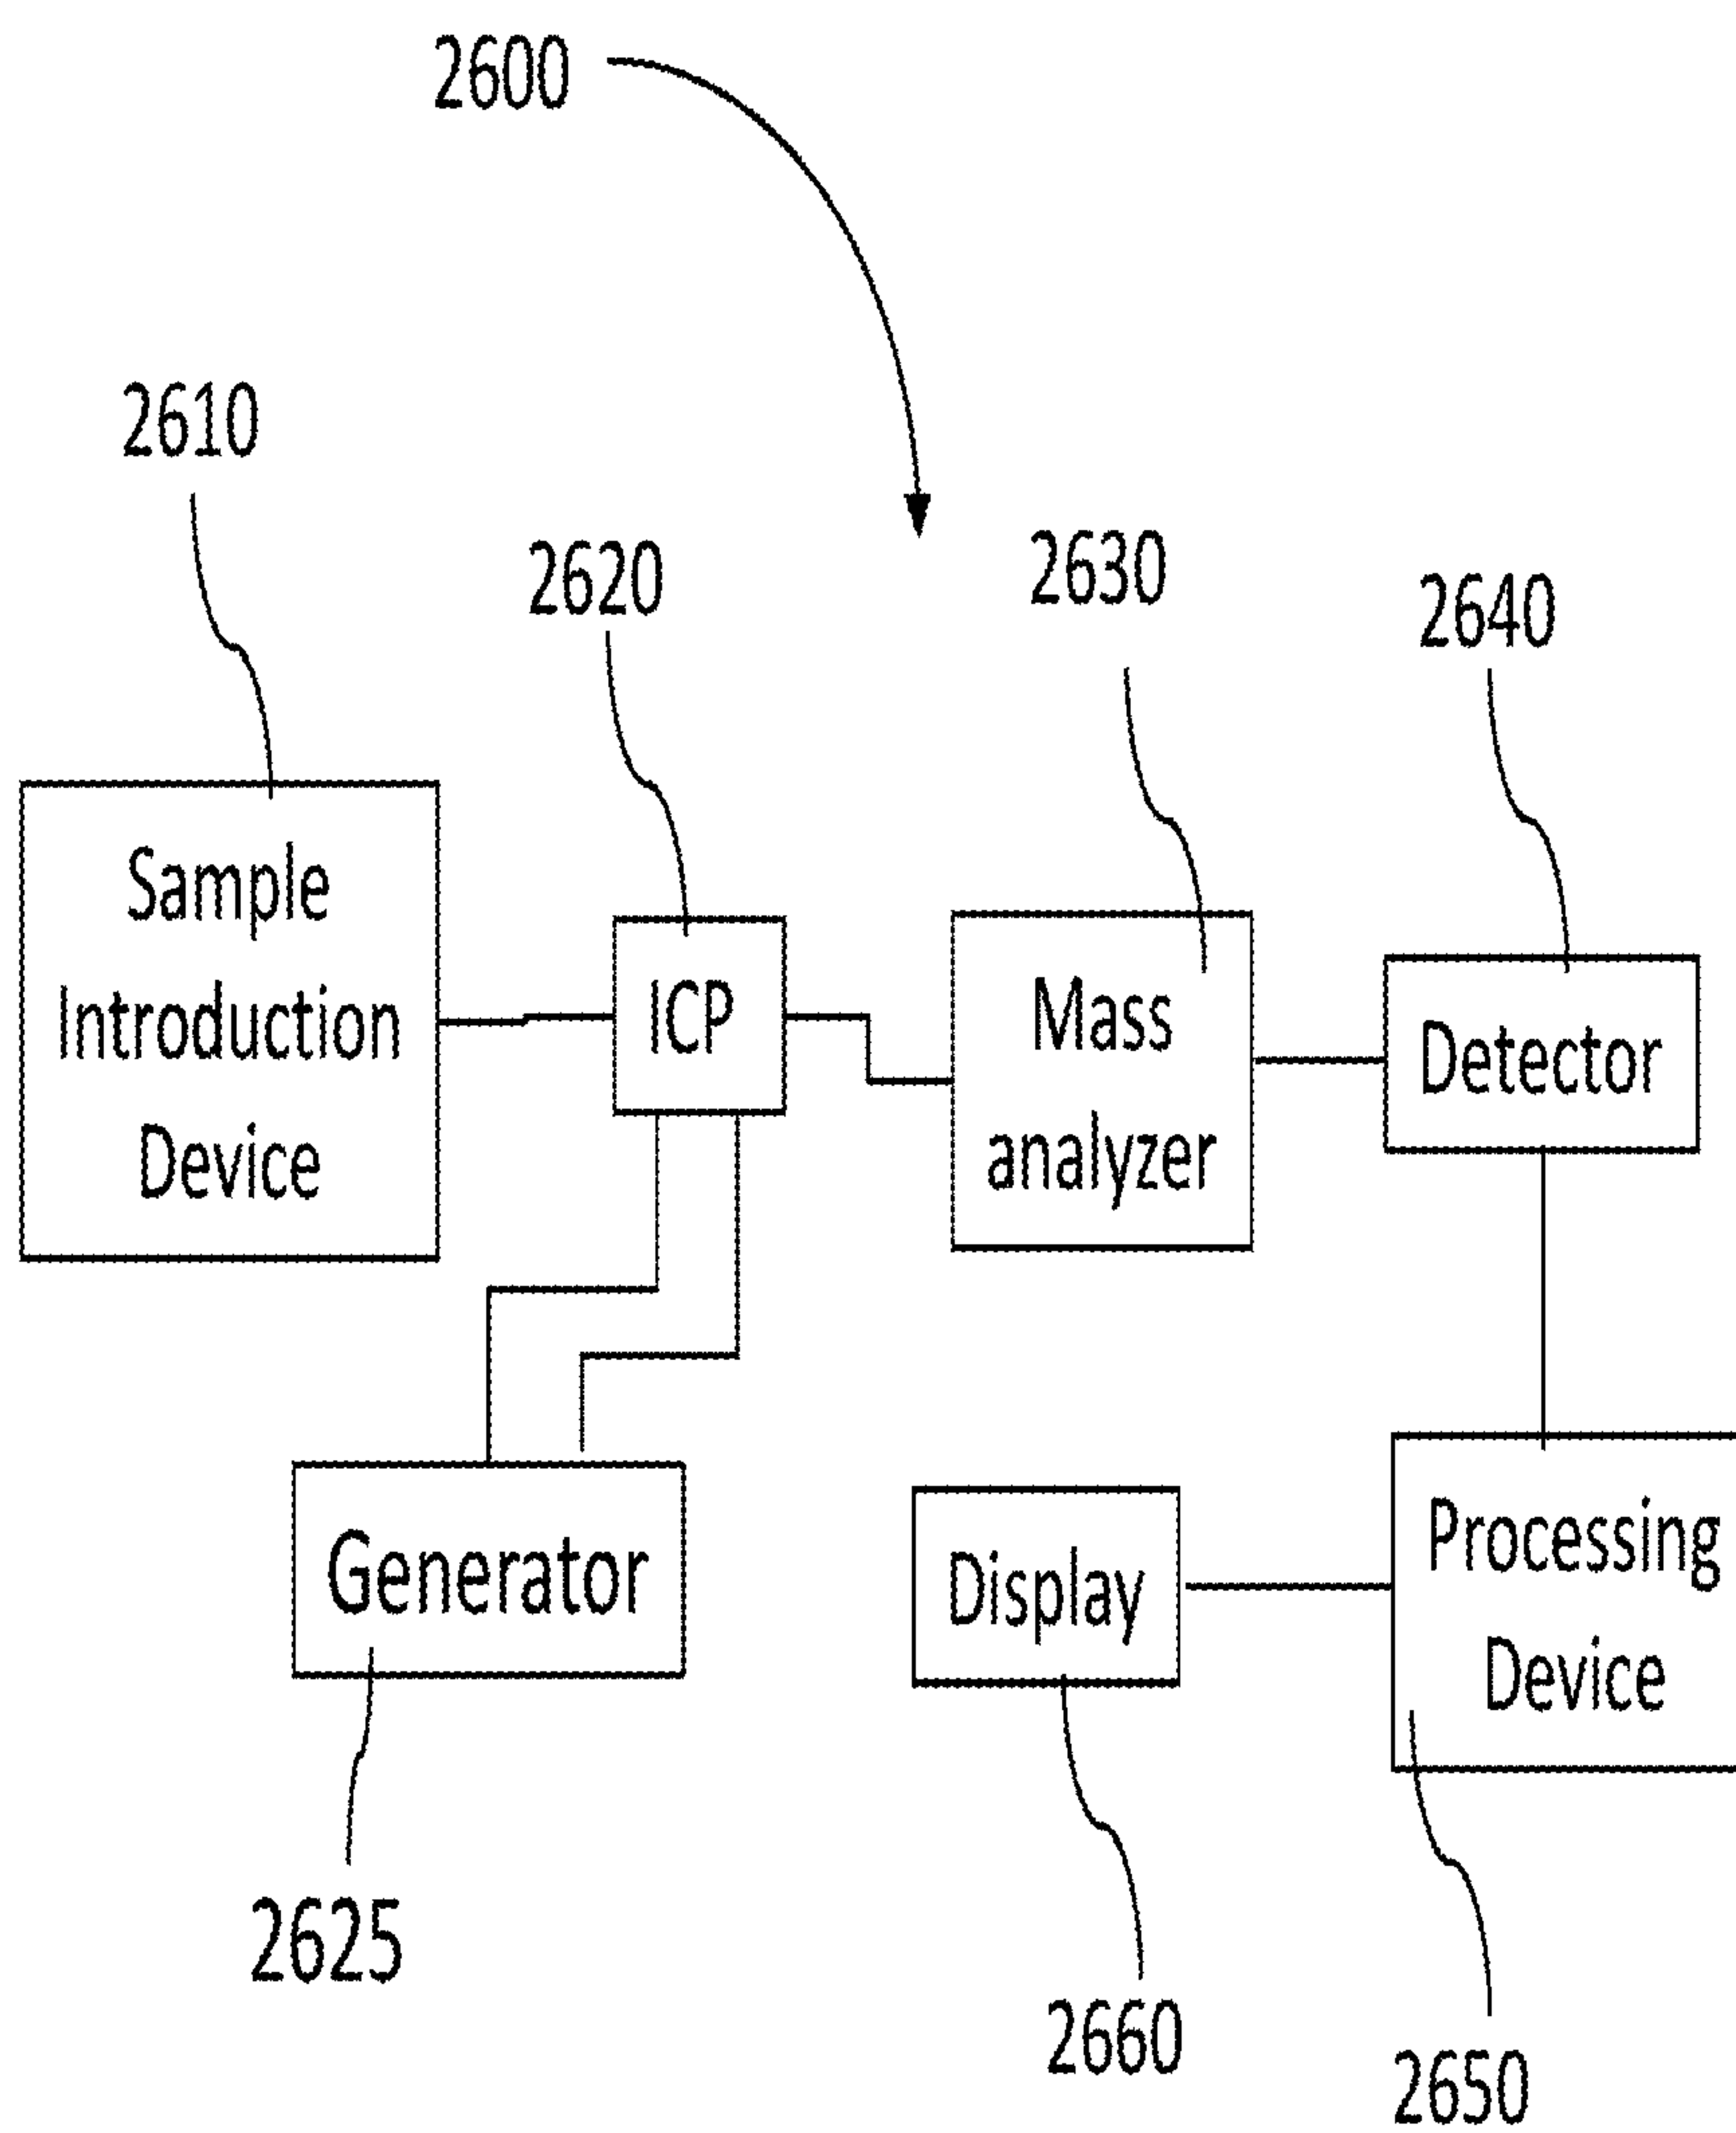 2600
2610
2620
2630
2640
Sample
Introduction
Device
ICP
Mass
analyzer
Detector
Generator
Display
Processing
Device
2625
2660
2650